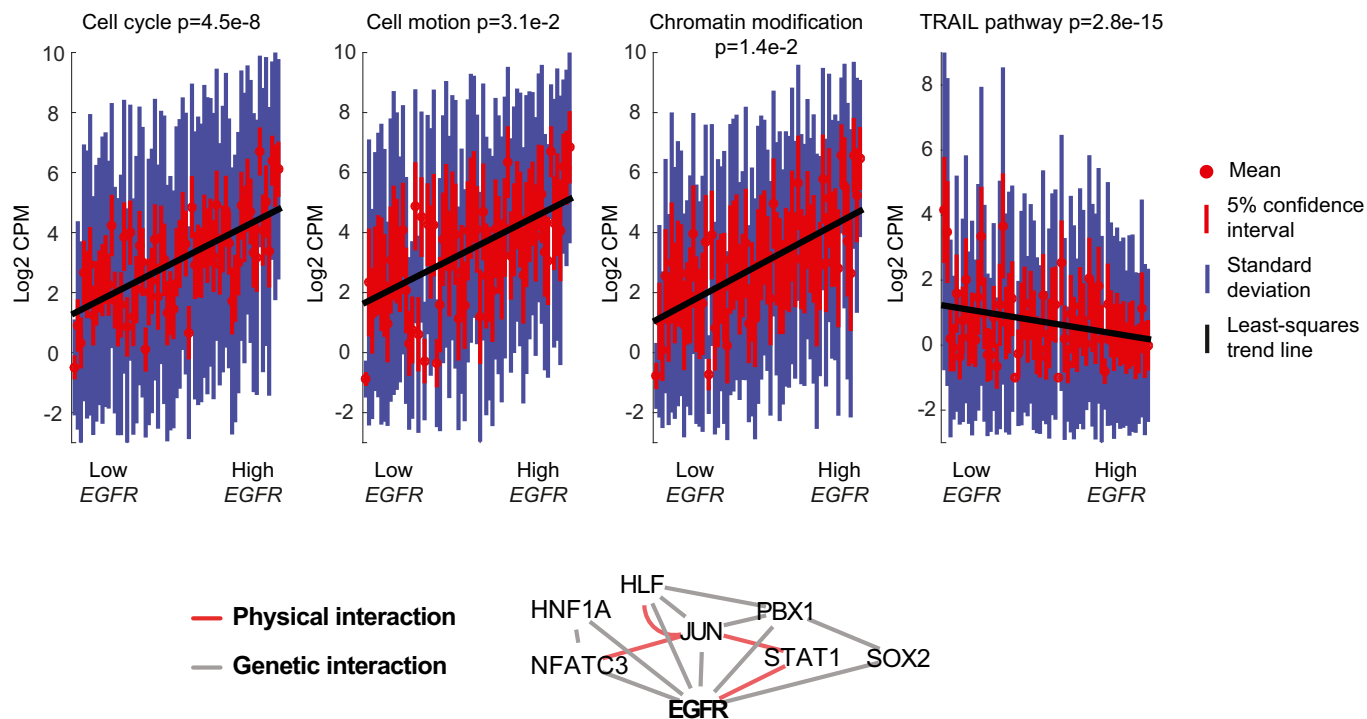 Cell cycle p=4.5e-8
Cell motion p=3.1e-2
Chromatin modification
p=1.4e-2
TRAIL pathway p=2.8e-15
Log2 CPM
10
8
6
4
2
0
-2
Low
EGFR
High
EGFR
Log2 CPM
10
8
6
4
2
0
-2
Low
EGFR
High
EGFR
Log2 CPM
10
8
6
4
2
0
-2
Low
EGFR
High
EGFR
Log2 CPM
8
6
4
2
0
-2
Low
EGFR
High
EGFR
Mean
5% confidence
interval
Standard
deviation
Least-squares
trend line
Physical interaction
Genetic interaction
HLF
HNF1A
PBX1
JUN
NFATC3
STAT1
SOX2
EGFR